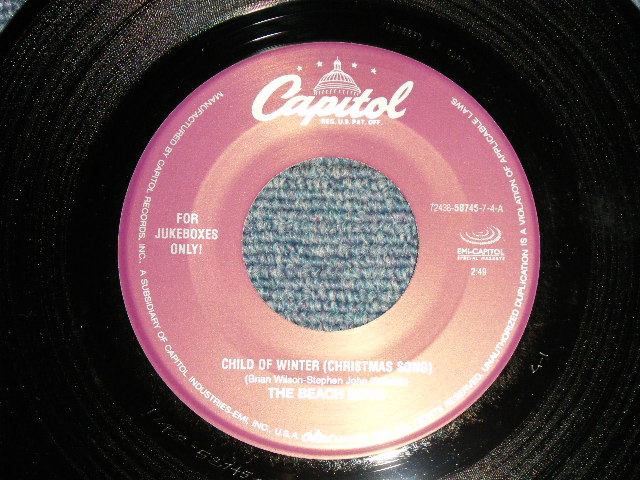 Capitol
REG. U.S. PAT. OFF.
MANUFACTURED BY CAPITOL RECORDS, INC. A SUBSIDIARY OF CAPITOL INDUSTRIES-EMI, INC. U.S.A.
RESERVED. UNAUTHORIZED DUPLICATION IS A VIOLATION OF APPLICABLE LAWS.
FOR
JUKEBOXES
ONLY!
72438-58745-7-4-A
EMI-CAPITOL
SPECIAL MARKETS
2:49
CHILD OF WINTER (CHRISTMAS SONG)
(Brian Wilson-Stephen John
THE BEACH